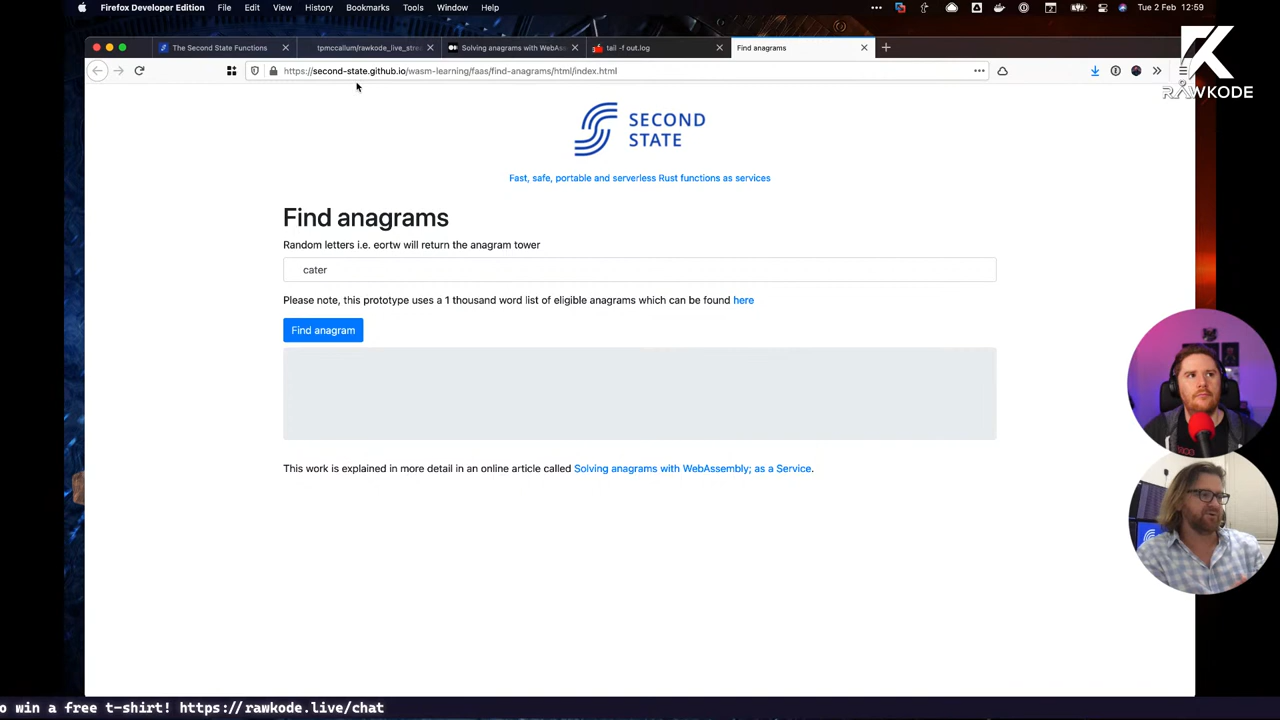 Firefox Developer Edition File Edit View History Bookmarks Tools Window Help
Tue 2 Feb 12:59
The Second State Functions
tpmccallum/rawkode_live_stre
Solving anagrams with WebAss
tail -f out.log
Find anagrams
https://second-state.github.io/wasm-learning/faas/find-anagrams/html/index.html
RAWKODE
SECOND
STATE
Fast, safe, portable and serverless Rust functions as services
Find anagrams
Random letters i.e. eortw will return the anagram tower
cater
Please note, this prototype uses a 1 thousand word list of eligible anagrams which can be found here
Find anagram
This work is explained in more detail in an online article called Solving anagrams with WebAssembly; as a Service.
o win a free t-shirt! https://rawkode.live/chat